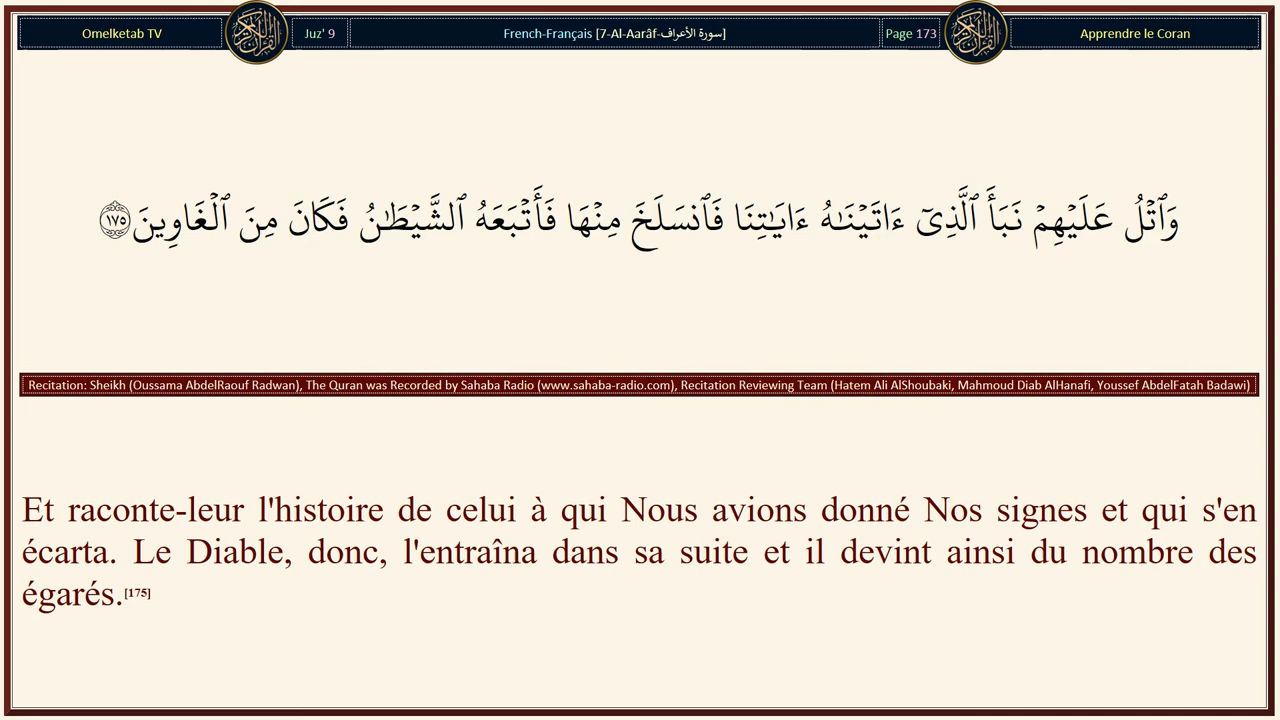 Omelketab TV
Juz' 9
French-Français [7-Al-Aarâf-سورة الأعراف]
Page 173
Apprendre le Coran
وَٱتۡلُ عَلَيۡهِمۡ نَبَأَ ٱلَّذِىٓ ءَاتَيۡنَـٰهُ ءَايَـٰتِنَا فَٱنسَلَخَ مِنۡهَا فَأَتۡبَعَهُ ٱلشَّيۡطَـٰنُ فَكَانَ مِنَ ٱلۡغَاوِينَ ١٧٥
Recitation: Sheikh (Oussama AbdelRaouf Radwan), The Quran was Recorded by Sahaba Radio (www.sahaba-radio.com), Recitation Reviewing Team (Hatem Ali AlShoubaki, Mahmoud Diab AlHanafi, Youssef AbdelFatah Badawi)
Et raconte-leur l'histoire de celui à qui Nous avions donné Nos signes et qui s'en
écarta. Le Diable, donc, l'entraîna dans sa suite et il devint ainsi du nombre des
égarés.[175]